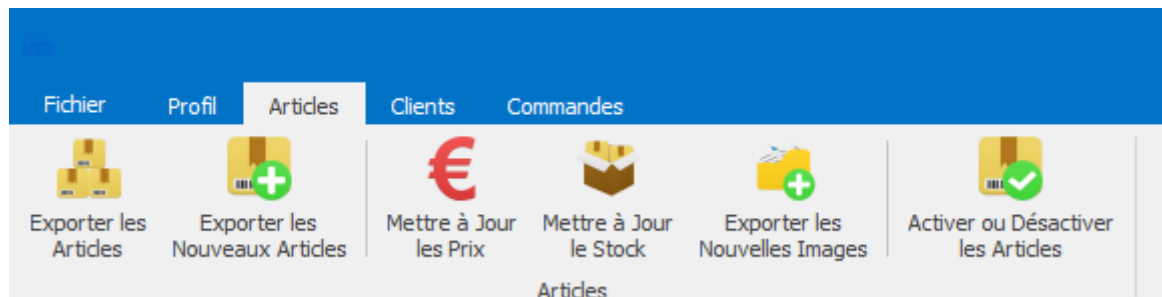 Fichier Profil Articles Clients Commandes
Exporter les Exporter les Mettre à Jour Mettre à Jour Exporter les Activer ou Désactiver
Articles Nouveaux Articles les Prix le Stock Nouvelles Images les Articles
Articles